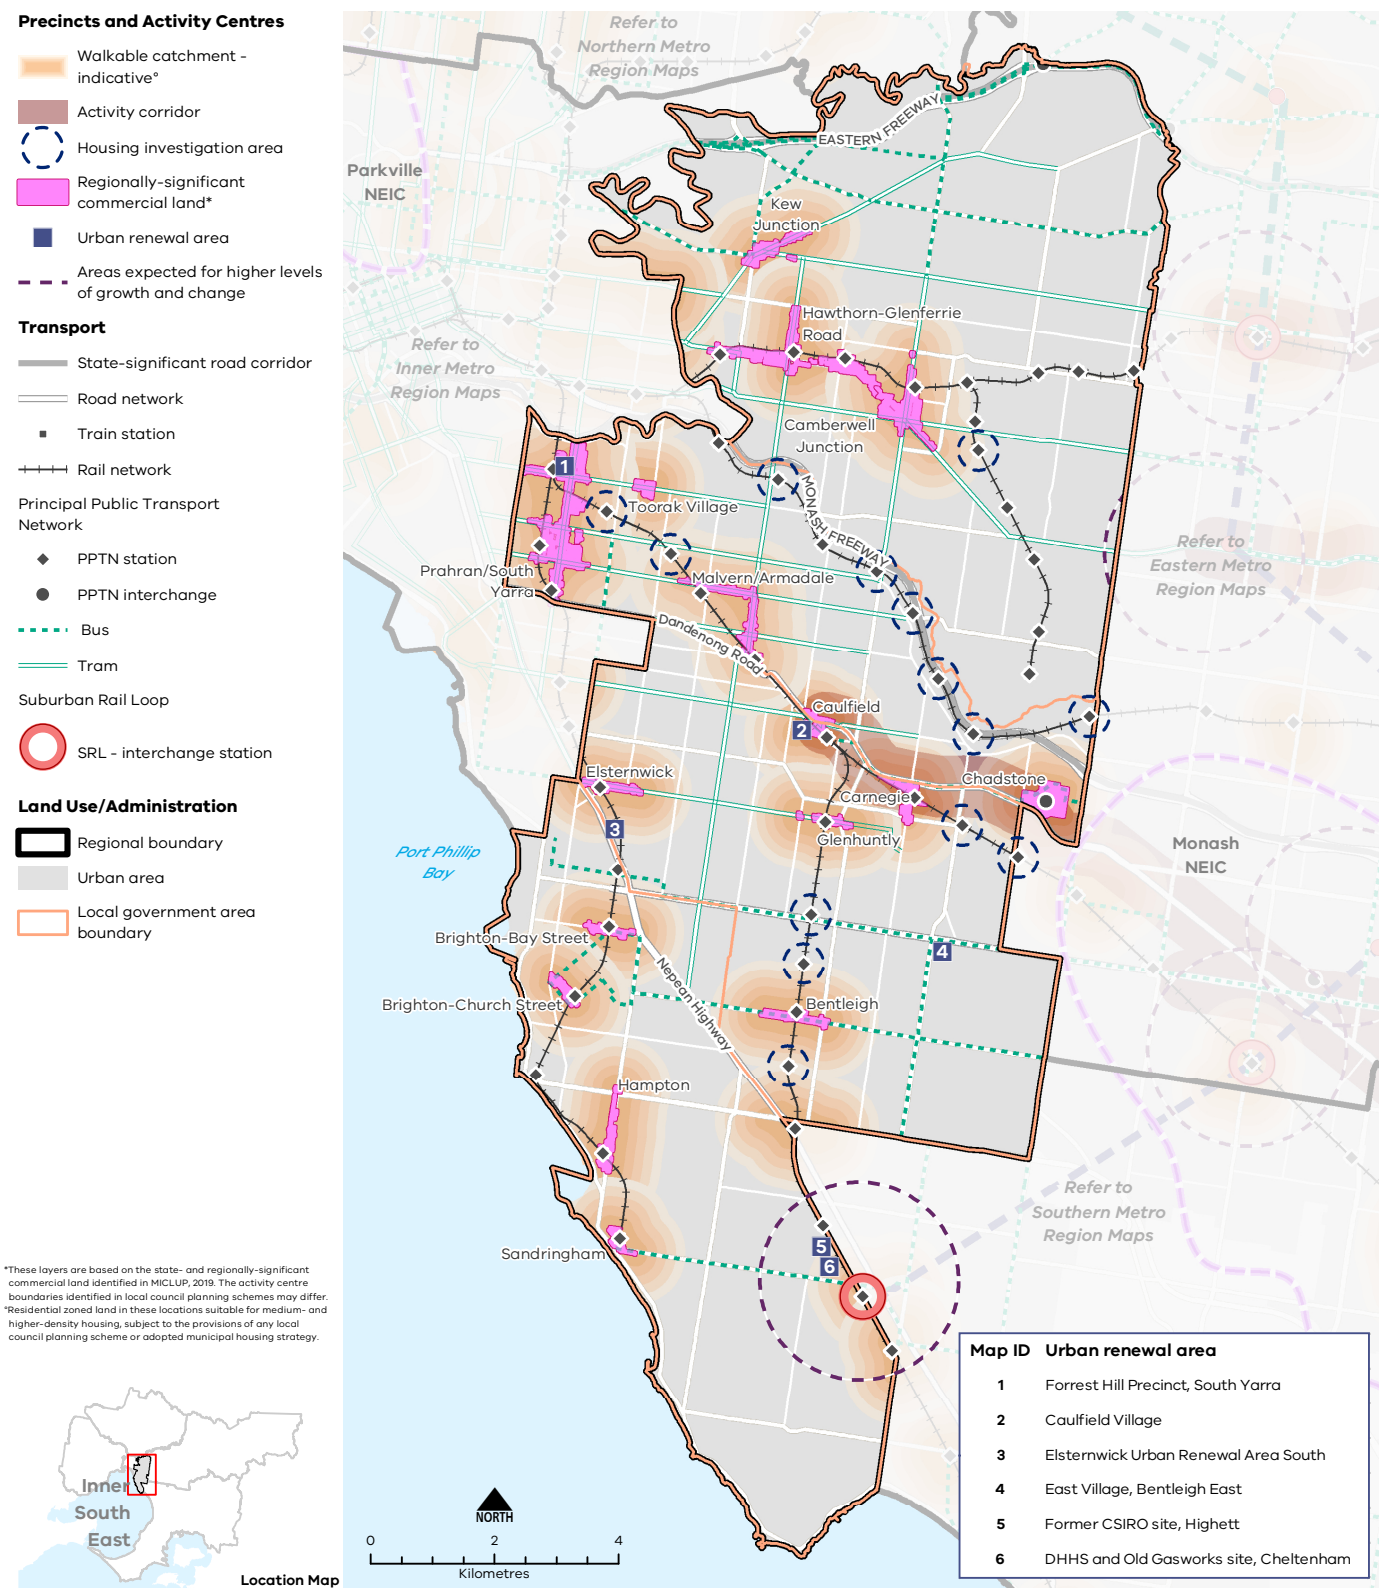 Precincts and Activity Centres
Walkable catchment -
indicative°
Activity corridor
Housing investigation area
Regionally-significant
commercial land*
Urban renewal area
Areas expected for higher levels
of growth and change
Transport
State-significant road corridor
Road network
Train station
Rail network
Principal Public Transport
Network
PPTN station
PPTN interchange
Bus
Tram
Suburban Rail Loop
SRL - interchange station
Land Use/Administration
Regional boundary
Urban area
Local government area
boundary
*These layers are based on the state- and regionally-significant
commercial land identified in MICLUP, 2019. The activity centre
boundaries identified in local council planning schemes may differ.
°Residential zoned land in these locations suitable for medium- and
higher-density housing, subject to the provisions of any local
council planning scheme or adopted municipal housing strategy.
Inner
South
East
Location Map
Refer to
Northern Metro
Region Maps
EASTERN FREEWAY
Parkville
NEIC
Kew
Junction
Hawthorn-Glenferrie
Road
Refer to
Inner Metro
Region Maps
Camberwell
Junction
1
Toorak Village
MONASH FREEWAY
Refer to
Eastern Metro
Region Maps
Prahran/South
Yarra
Malvern/Armadale
Dandenong Road
Caulfield
2
Elsternwick
Chadstone
Carnegie
3
Glenhuntly
Port Phillip
Bay
Monash
NEIC
Brighton-Bay Street
4
Nepean Highway
Brighton-Church Street
Bentleigh
Hampton
Refer to
Southern Metro
Region Maps
Sandringham
5
6
NORTH
0 2 4
Kilometres
Map ID Urban renewal area
1 Forrest Hill Precinct, South Yarra
2 Caulfield Village
3 Elsternwick Urban Renewal Area South
4 East Village, Bentleigh East
5 Former CSIRO site, Highett
6 DHHS and Old Gasworks site, Cheltenham